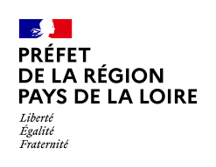 PRÉFET
DE LA RÉGION
PAYS DE LA LOIRE
Liberté
Égalité
Fraternité